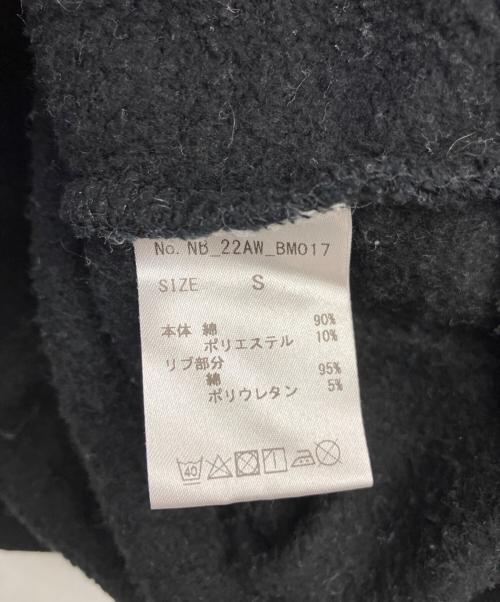 No. NB_22AW_BM017
SIZE S
本体 綿 90%
ポリエステル 10%
リブ部分
綿 95%
ポリウレタン 5%
40